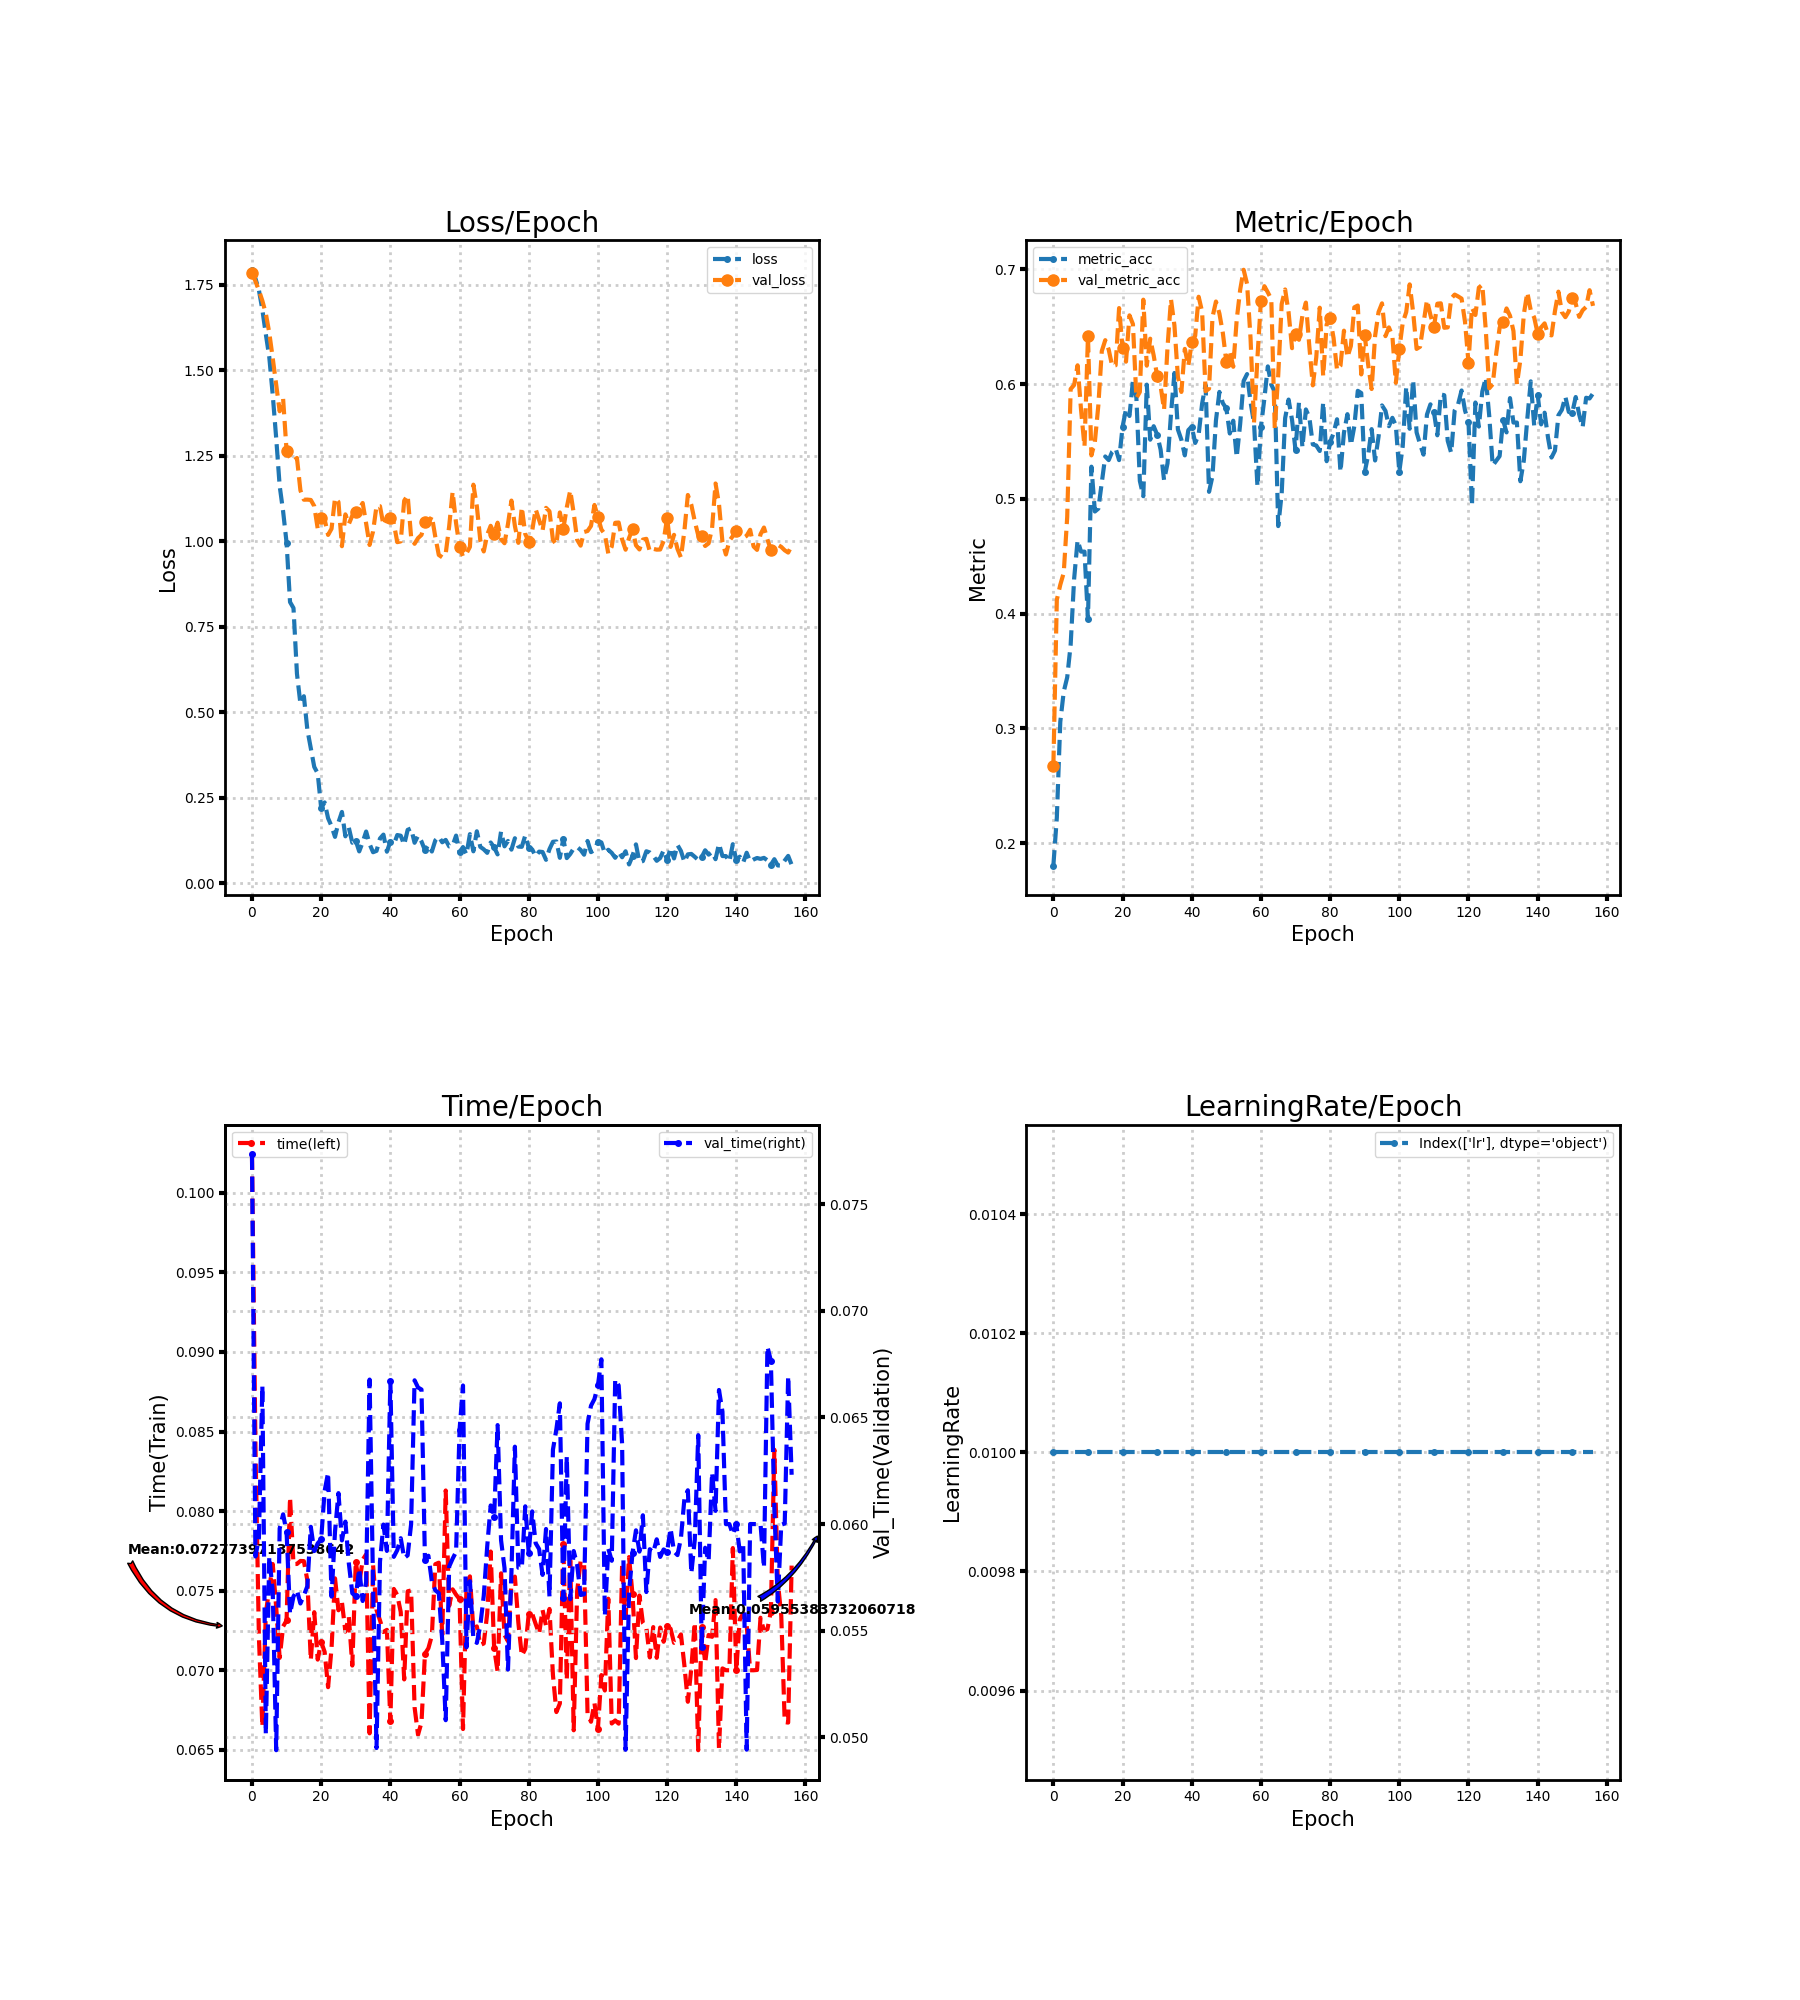 Loss/Epoch
loss
val_loss
1.75
1.50
1.25
1.00
0.75
0.50
0.25
0.00
Loss
0 20 40 60 80 100 120 140 160
Epoch
Metric/Epoch
metric_acc
val_metric_acc
0.7
0.6
0.5
0.4
0.3
0.2
Metric
0 20 40 60 80 100 120 140 160
Epoch
Time/Epoch
time(left)
val_time(right)
0.100
0.095
0.090
0.085
0.080
0.075
0.070
0.065
Time(Train)
0.075
0.070
0.065
0.060
0.055
0.050
Val_Time(Validation)
Mean:0.05955383732060718
0 20 40 60 80 100 120 140 160
Epoch
LearningRate/Epoch
Index(['lr'], dtype='object')
0.0104
0.0102
0.0100
0.0098
0.0096
LearningRate
0 20 40 60 80 100 120 140 160
Epoch